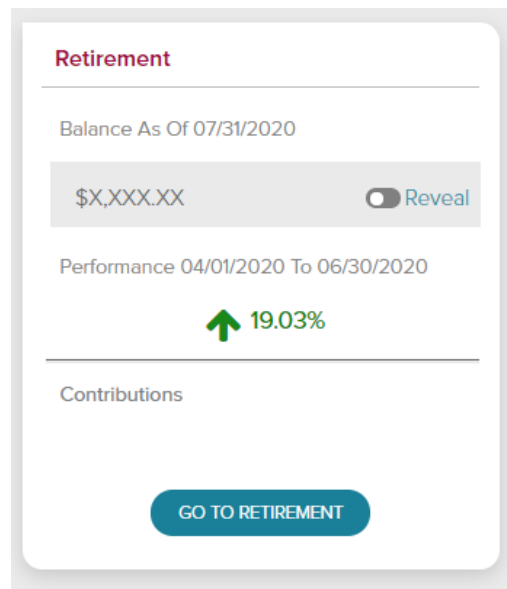 Retirement
Balance As Of 07/31/2020
$X,XXX.XX Reveal
Performance 04/01/2020 To 06/30/2020
19.03%
Contributions
GO TO RETIREMENT